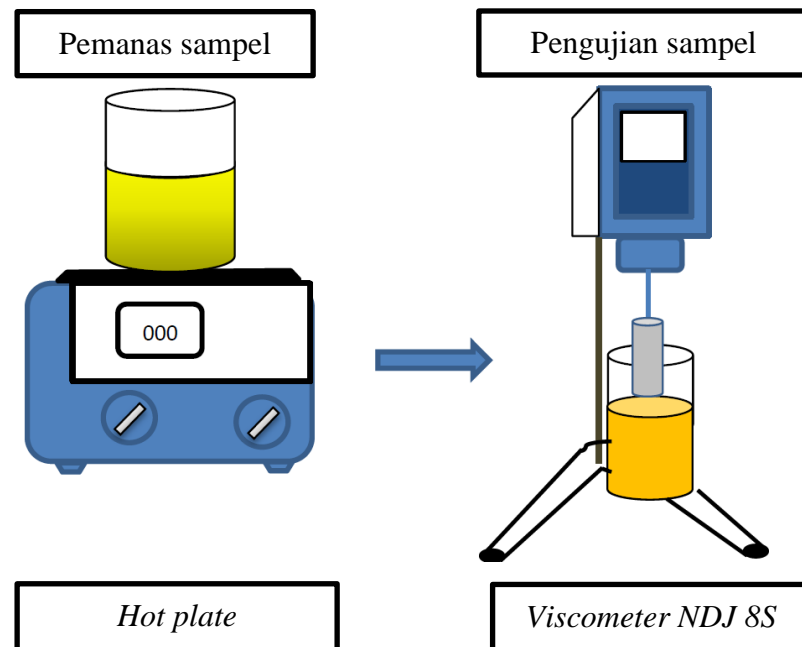 Pemanas sampel
Pengujian sampel
000
Hot plate
Viscometer NDJ 8S